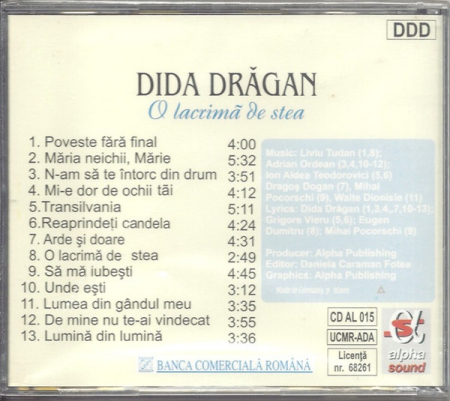 DDD
DIDA DRĂGAN
O lacrimă de stea
1. Poveste fără final 4:00
2. Măria neichii, Mărie 5:32
3. N-am să te întorc din drum 3:51
4. Mi-e dor de ochii tăi 4:12
5.Transilvania 5:11
6.Reaprindeți candela 4:24
7. Arde și doare 4:31
8. O lacrimă de stea 2:49
9. Să mă iubești 4:45
10. Unde ești 3:12
11. Lumea din gândul meu 3:35
12. De mine nu te-ai vindecat 3:55
13. Lumină din lumină 3:36
Music: Liviu Tudan (1,8);
Adrian Ordean (3,4,10-12);
Ion Aldea Teodorovici (5,6)
Dragoș Dogan (7), Mihai
Pocorschi (9), Waite Dionisie (11)
Lyrics: Dida Drăgan (1,3,4,,7,10-13);
Grigore Vieru (5,6); Eugen
Dumitru (8); Mihai Pocorschi (9)
Producer: Alpha Publishing
Editor: Daniela Caraman Fotea
Graphics: Alpha Publishing
CD AL 015
UCMR-ADA
Licență
nr. 68261
alpha
sound
BANCA COMERCIALĂ ROMÂNĂ